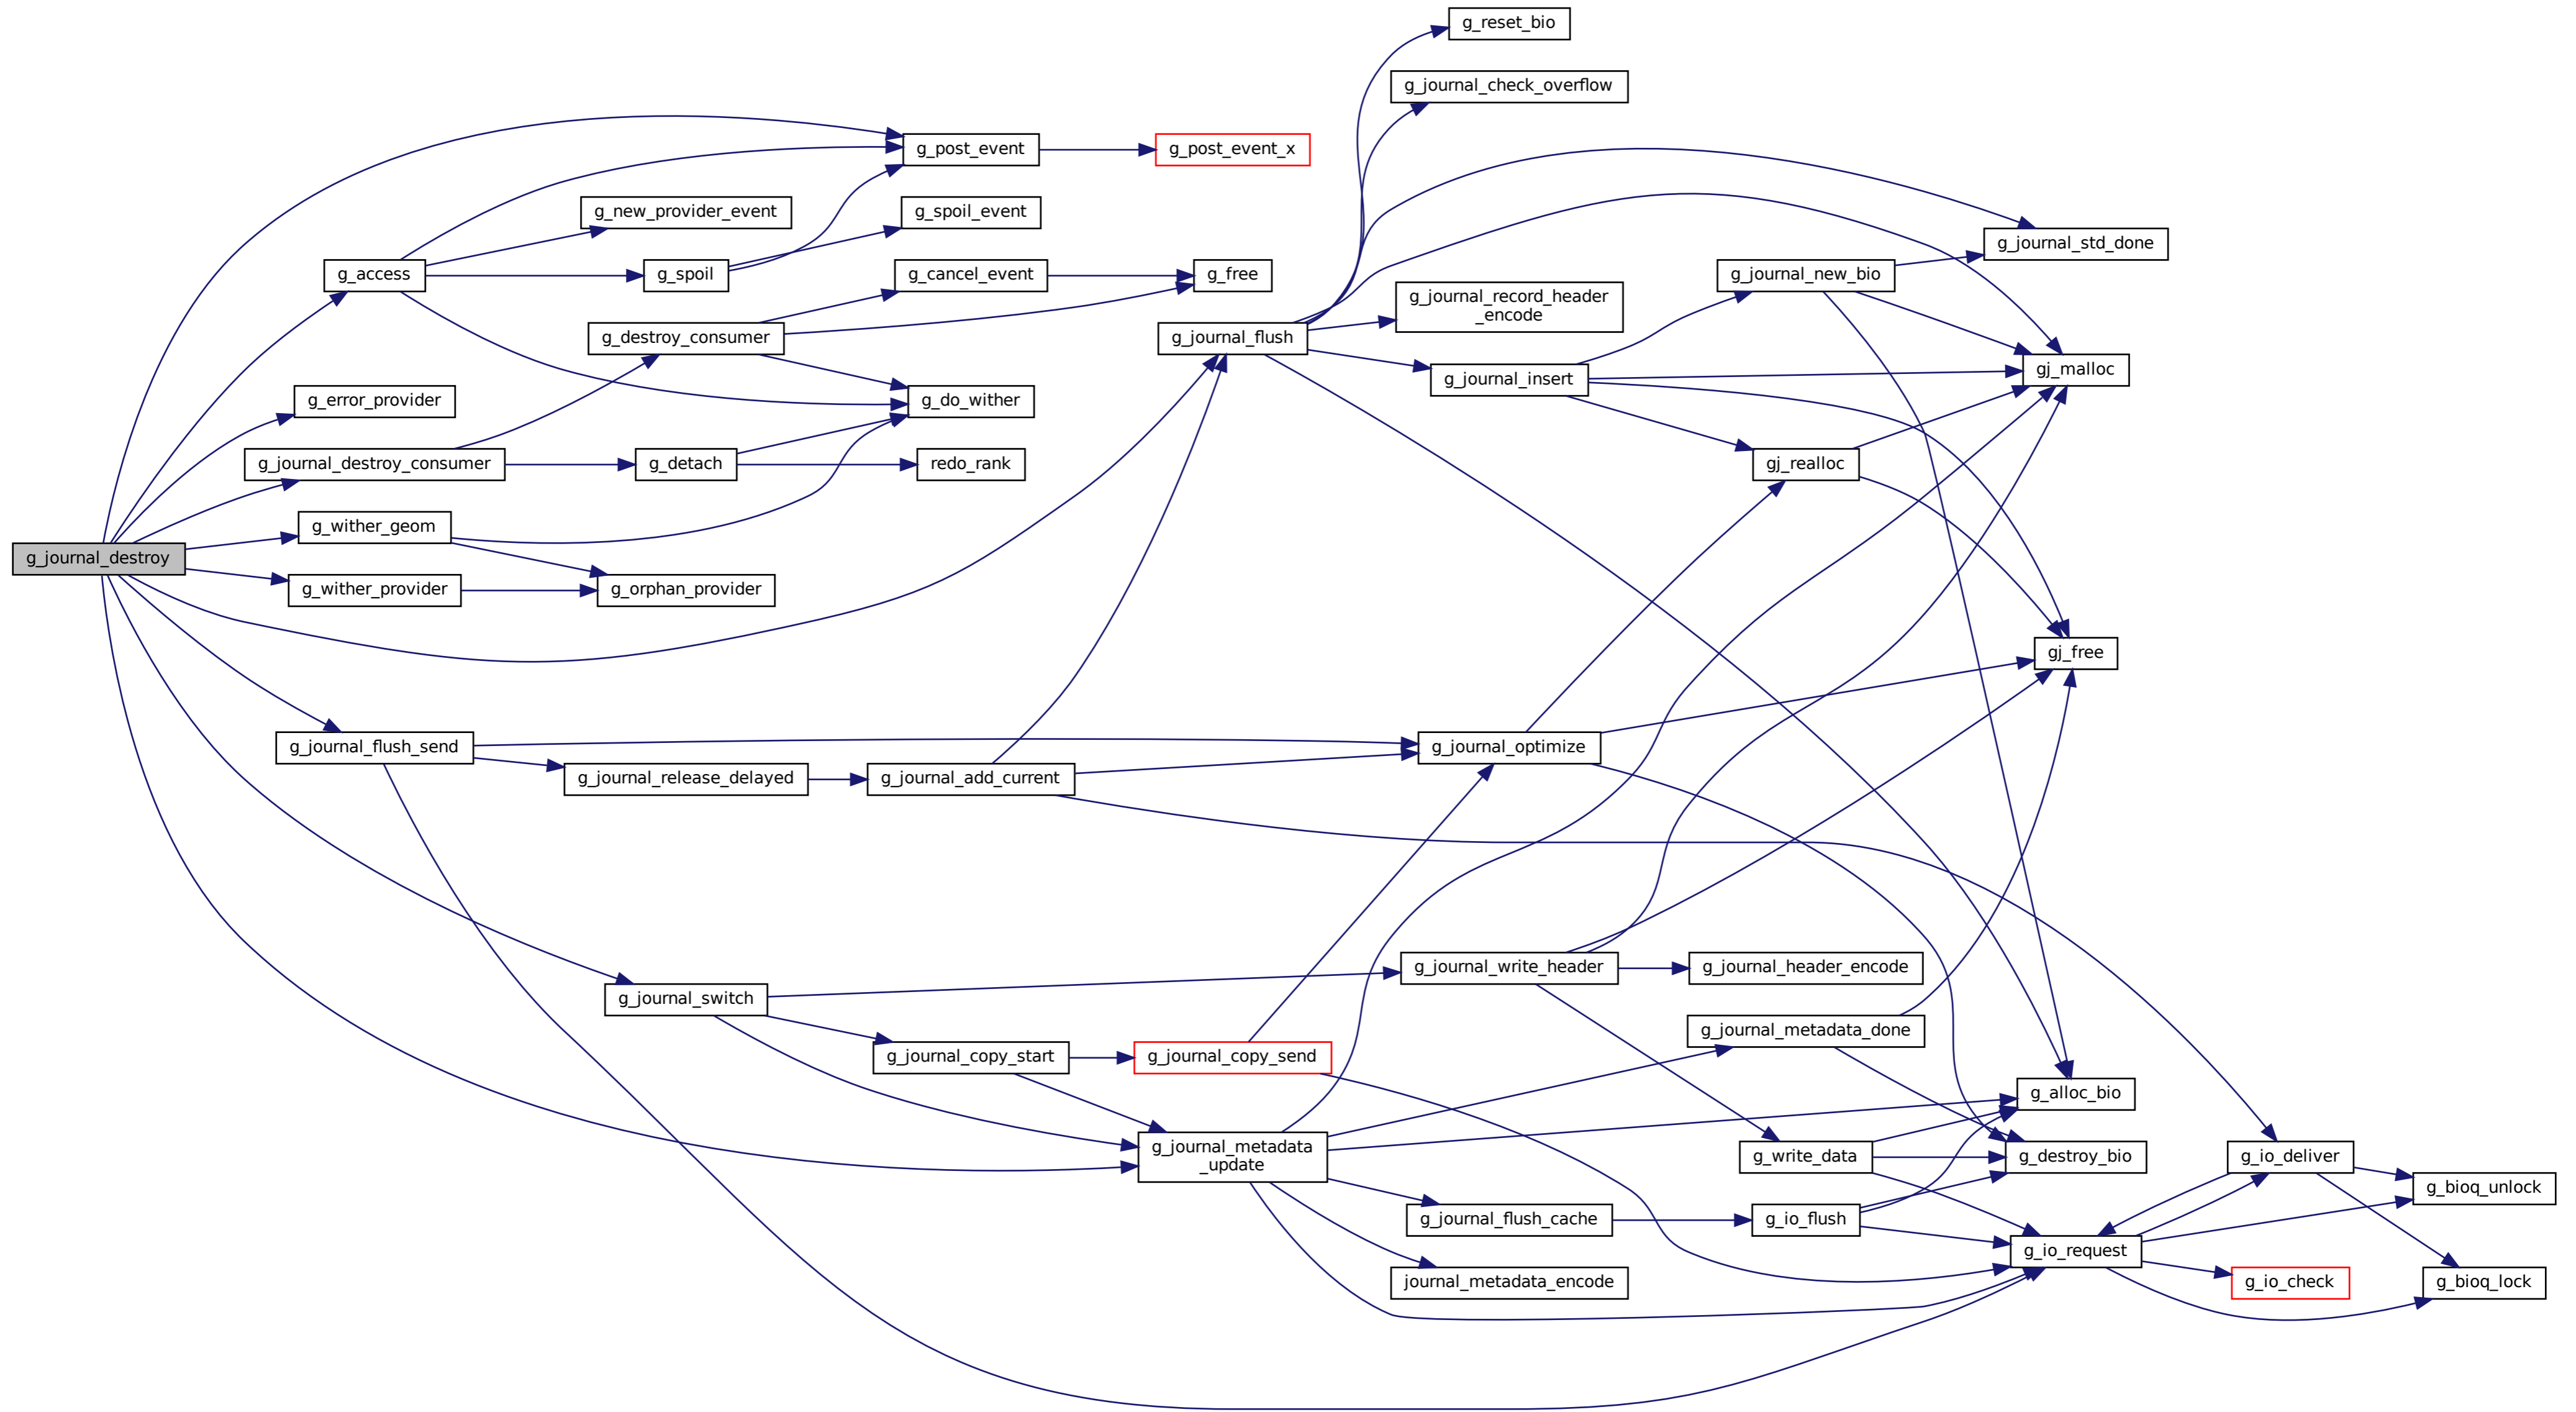 g_reset_bio
g_journal_check_overflow
g_post_event
g_post_event_x
g_new_provider_event
g_spoil_event
g_journal_std_done
g_access
g_spoil
g_cancel_event
g_free
g_journal_new_bio
g_journal_record_header
_encode
g_destroy_consumer
g_journal_flush
gj_malloc
g_journal_insert
g_error_provider
g_do_wither
g_journal_destroy_consumer
g_detach
redo_rank
gj_realloc
g_wither_geom
g_journal_destroy
g_wither_provider
g_orphan_provider
gj_free
g_journal_flush_send
g_journal_optimize
g_journal_release_delayed
g_journal_add_current
g_journal_write_header
g_journal_header_encode
g_journal_switch
g_journal_metadata_done
g_journal_copy_start
g_journal_copy_send
g_alloc_bio
g_journal_metadata
_update
g_write_data
g_destroy_bio
g_io_deliver
g_bioq_unlock
g_journal_flush_cache
g_io_flush
g_io_request
journal_metadata_encode
g_io_check
g_bioq_lock